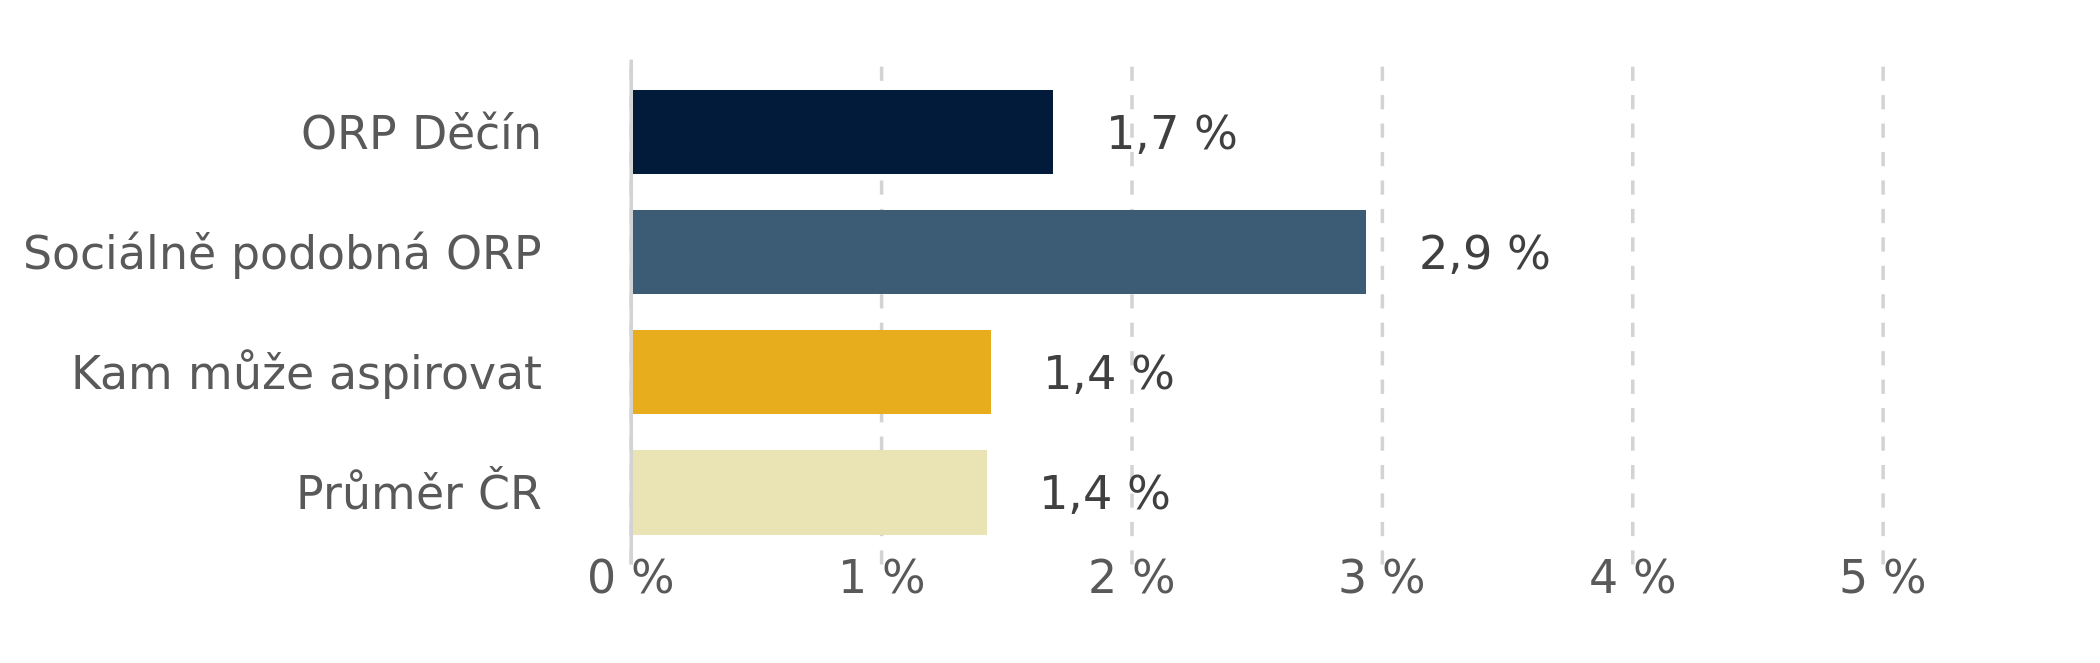 ORP Děčín 1,7 %
Sociálně podobná ORP 2,9 %
Kam může aspirovat 1,4 %
Průměr ČR 1,4 %
0 % 1 % 2 % 3 % 4 % 5 %